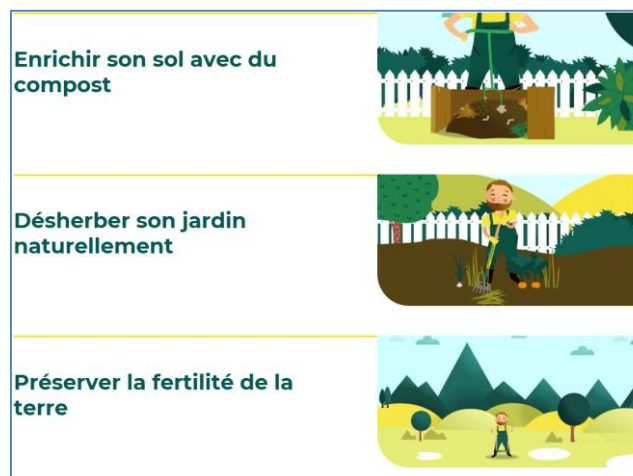 Enrichir son sol avec du
compost
Désherber son jardin
naturellement
Préserver la fertilité de la
terre